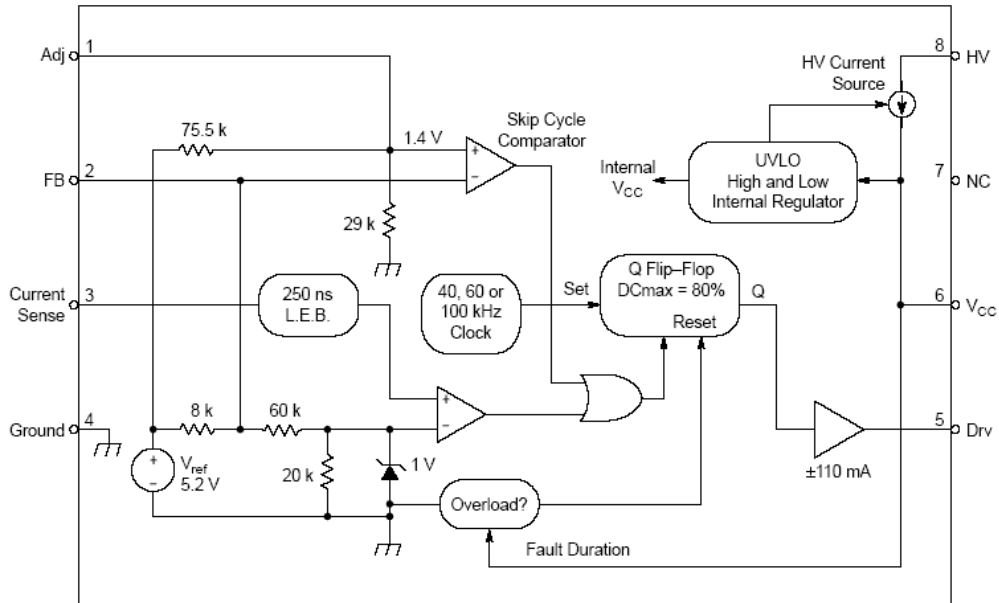 Adj
1
8
HV
HV Current
Source
75.5 k
1.4 V
Skip Cycle
Comparator
+
−
UVLO
High and Low
Internal Regulator
Internal
VCC
FB
2
7
NC
29 k
Current
Sense
3
250 ns
L.E.B.
40, 60 or
100 kHz
Clock
Set
Q Flip–Flop
DCmax = 80%
Reset
Q
6
VCC
+
−
Ground
4
8 k
60 k
5
Drv
+
−
Vref
5.2 V
20 k
1 V
±110 mA
Overload?
Fault Duration